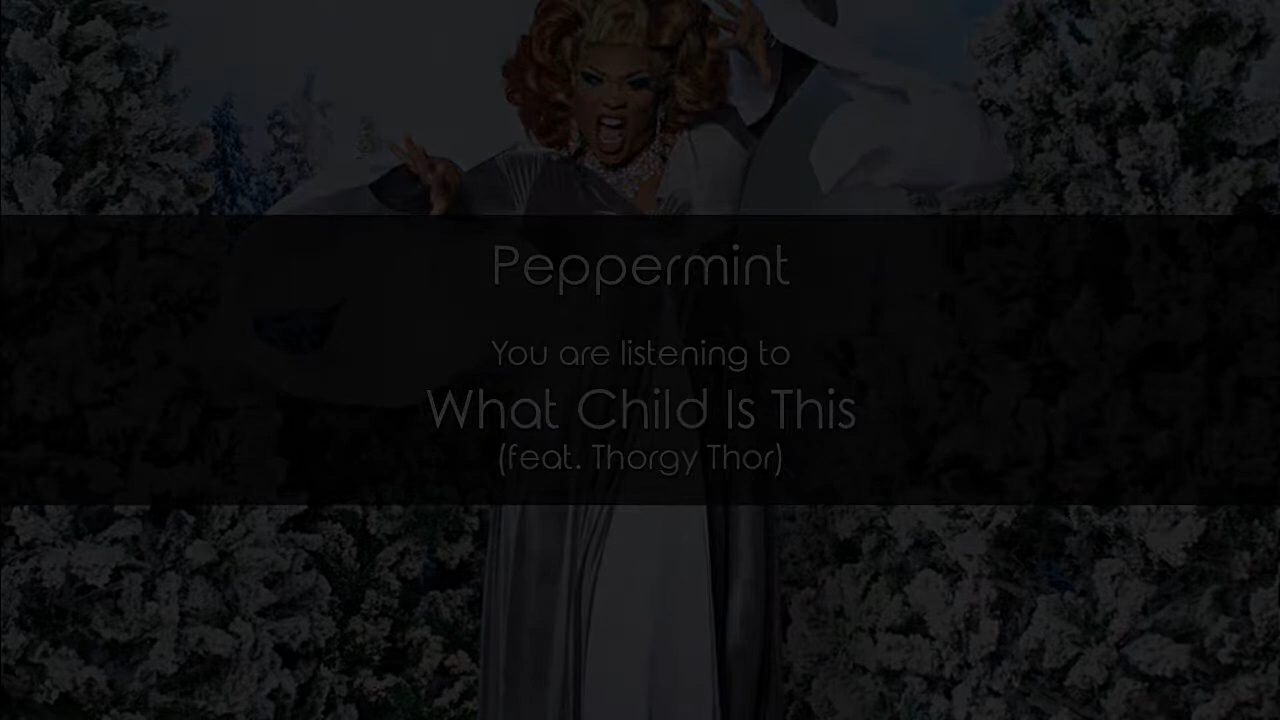 Peppermint
You are listening to
What Child Is This
(feat. Thorgy Thor)